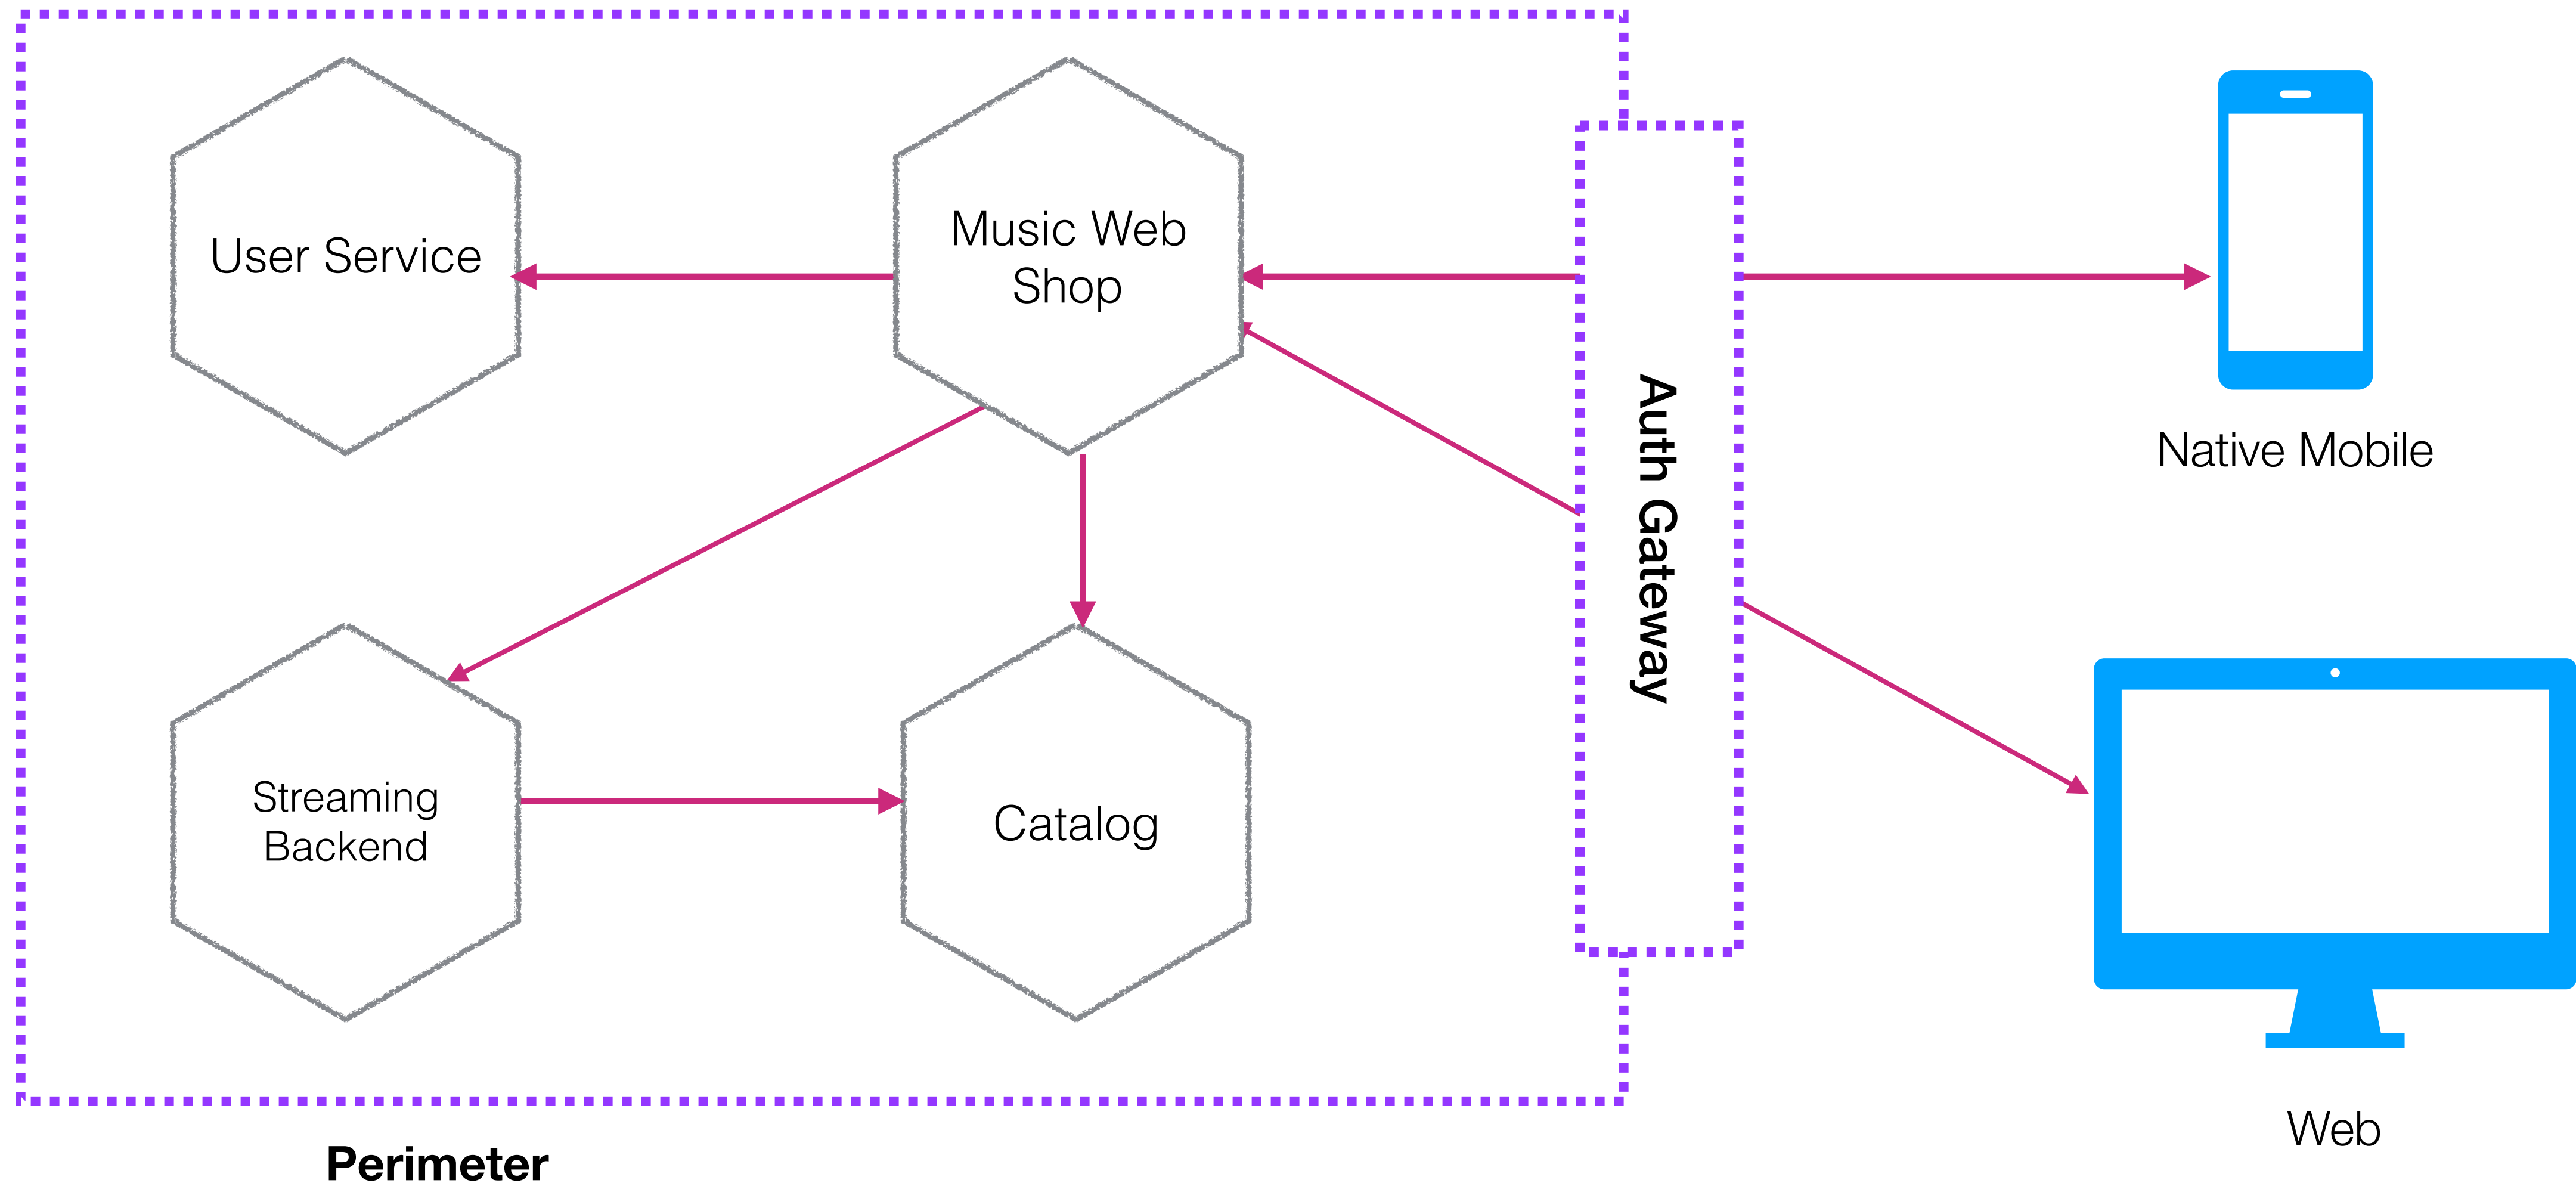 User Service
Music Web
Shop
Auth Gateway
Native Mobile
Streaming
Backend
Catalog
Web
Perimeter